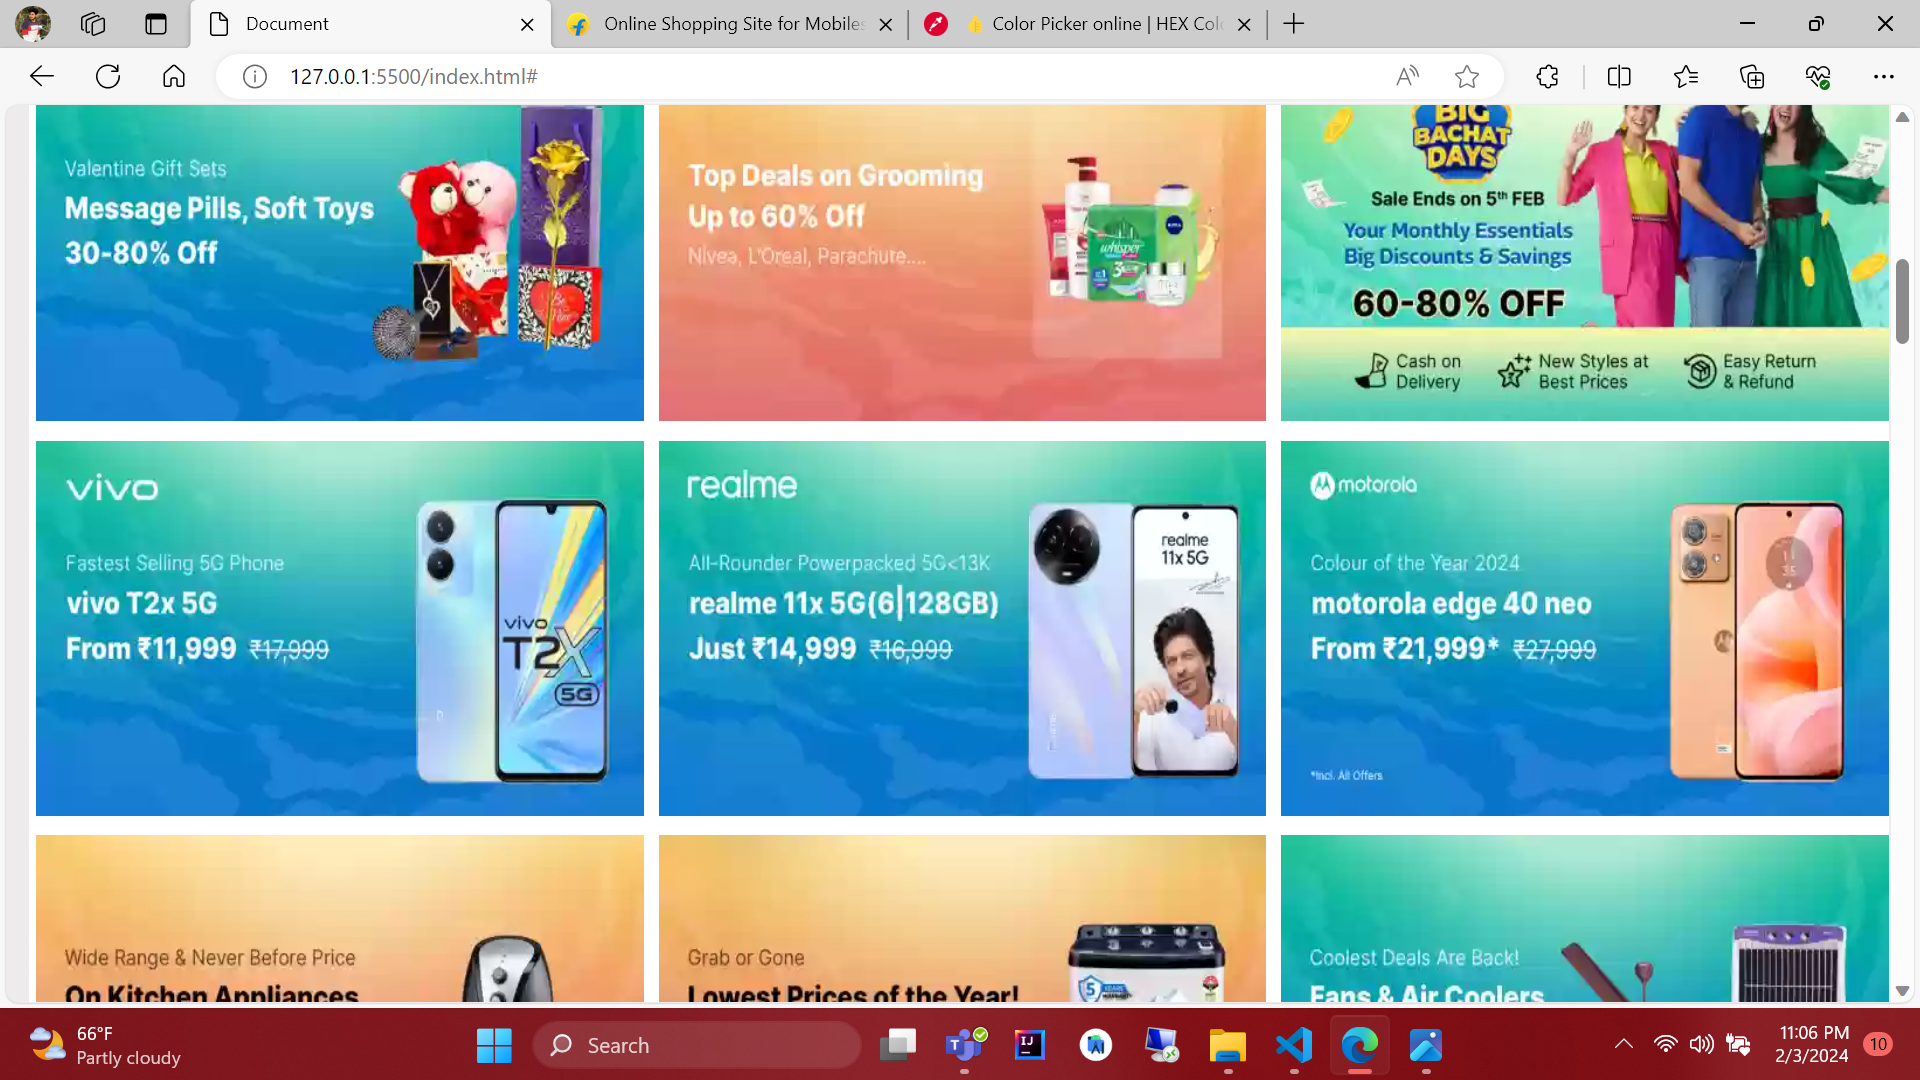 Document
Online Shopping Site for Mobiles
Color Picker online | HEX Col
127.0.0.1:5500/index.html#
Valentine Gift Sets
Message Pills, Soft Toys
30-80% Off
Top Deals on Grooming
Up to 60% Off
Nivea, L'Oreal, Parachute....
whisper
NIVEA
BIG
BACHAT
DAYS
Sale Ends on 5th FEB
Your Monthly Essentials
Big Discounts & Savings
60-80% OFF
Cash on
Delivery
New Styles at
Best Prices
Easy Return
& Refund
vivo
Fastest Selling 5G Phone
vivo T2x 5G
From ₹11,999 ₹17,999
vivo
T2X
5G
realme
All-Rounder Powerpacked 5G<13K
realme 11x 5G(6|128GB)
Just ₹14,999 ₹16,999
realme
11x 5G
motorola
Colour of the Year 2024
motorola edge 40 neo
From ₹21,999* ₹27,999
*Incl. All Offers
Wide Range & Never Before Price
On Kitchen Appliances
Grab or Gone
Lowest Prices of the Year!
5
Coolest Deals Are Back!
Fans & Air Coolers
66°F
Partly cloudy
Search
11:06 PM
2/3/2024
10